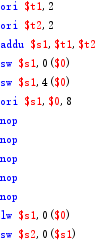 ori $t1,2
ori $t2,2
addu $s1,$t1,$t2
sw $s1,0($0)
sw $s1,4($0)
ori $s1,$0,8
nop
nop
nop
nop
nop
lw $s1,0($0)
sw $s2,0($s1)